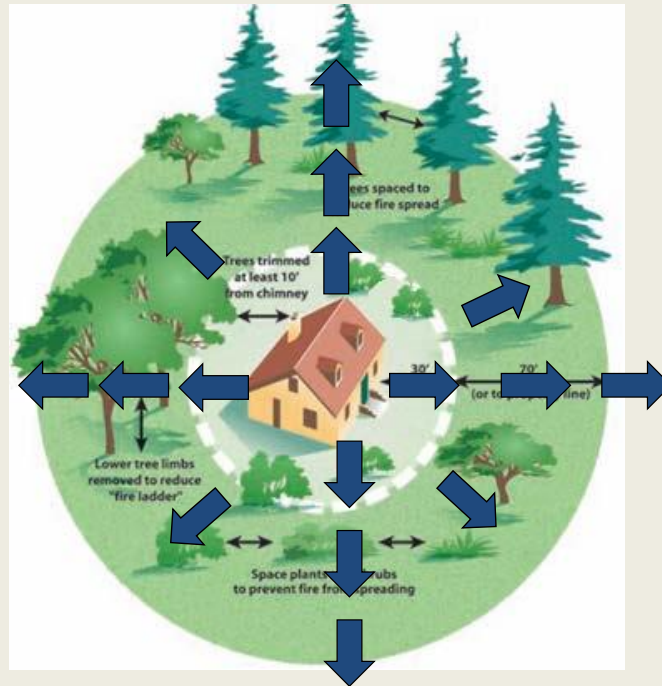 spaced to
fire spread
Trees trimmed
at least 10'
from chimney
30'
70'
(or to line)
Lower tree limbs
removed to reduce
"fire ladder"
Space plants
to prevent fire from spreading